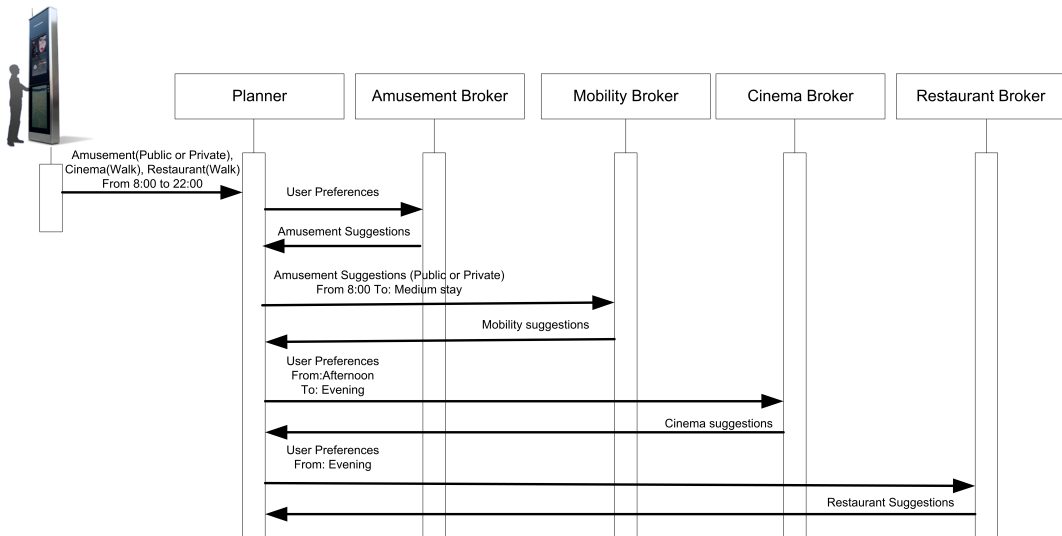 Planner
Amusement Broker
Mobility Broker
Cinema Broker
Restaurant Broker
Amusement(Public or Private),
Cinema(Walk), Restaurant(Walk)
From 8:00 to 22:00
User Preferences
Amusement Suggestions
Amusement Suggestions (Public or Private)
From 8:00 To: Medium stay
Mobility suggestions
User Preferences
From:Afternoon
To: Evening
Cinema suggestions
User Preferences
From: Evening
Restaurant Suggestions